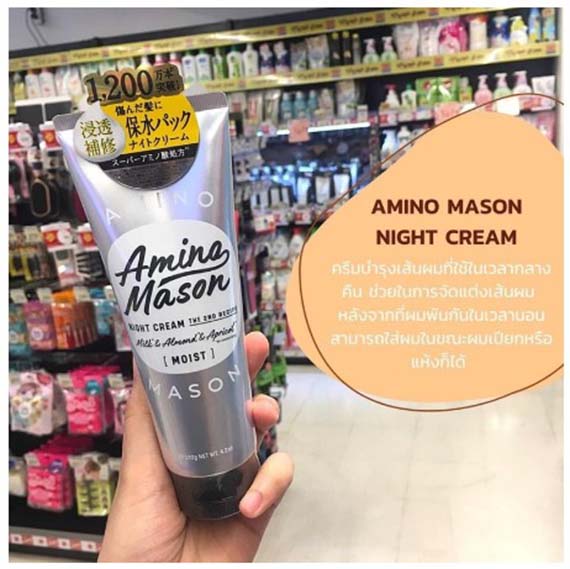 1,200万本突破!!
傷んだ髪に
浸透補修
保水パック
ナイトクリーム
スーパーアミノ酸処方
AMINO
Amino
Mason
NIGHT CREAM THE 2ND RECIPE
Milk & Almond & Apricot
[ MOIST ]
MASON
NET WT. 4.2oz
AMINO MASON
NIGHT CREAM
ครีมบำรุงเส้นผมที่ใช้ในเวลากลาง
คืน ช่วยในการจัดแต่งเส้นผม
หลังจากที่ผมพันกันในเวลานอน
สามารถใส่ผมในขณะผมเปียกหรือ
แห้งก็ได้